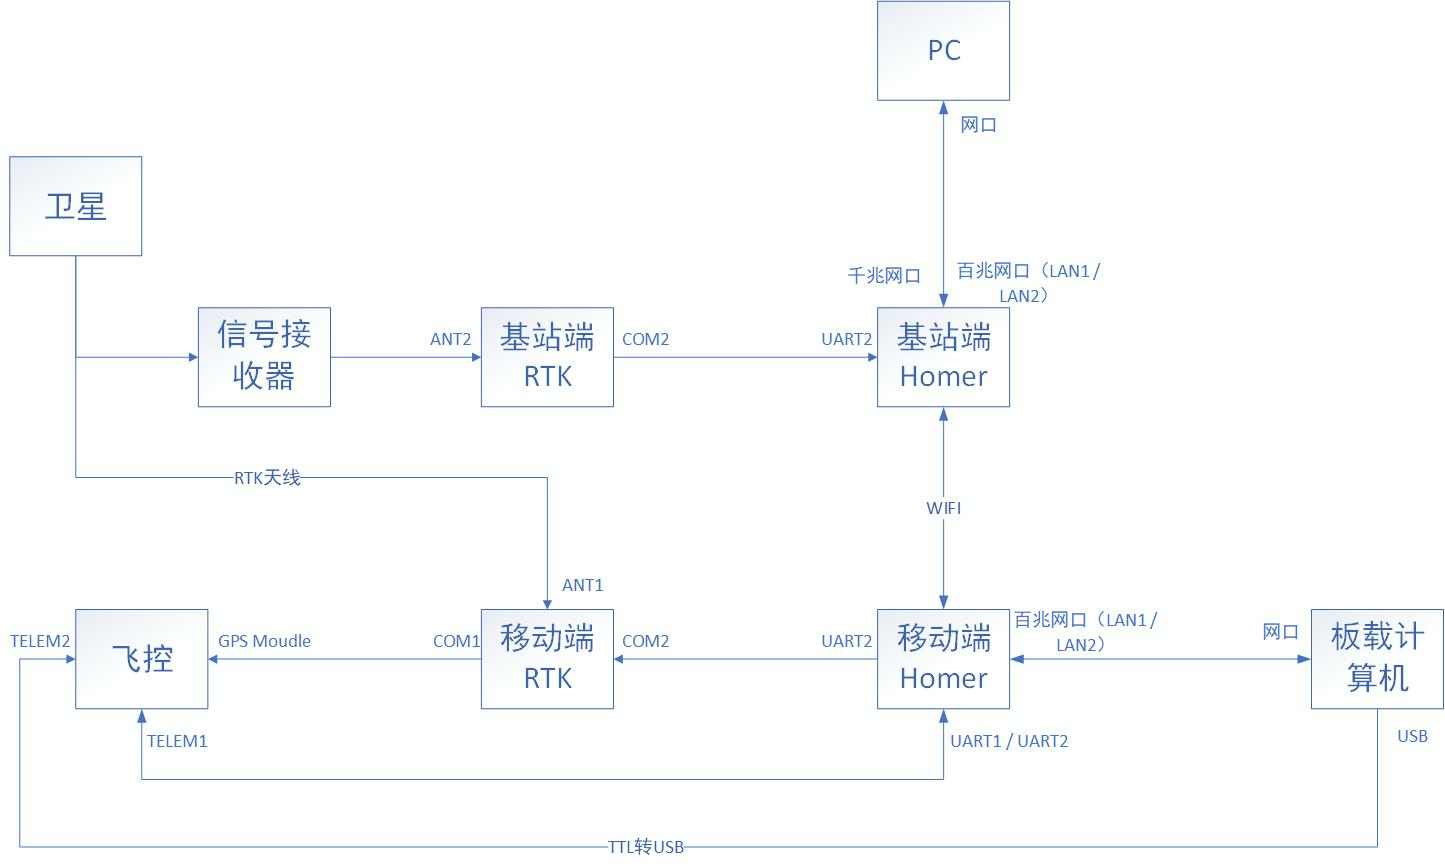 PC
网口
卫星
千兆网口
百兆网口（LAN1 /
LAN2）
信号接
收器
ANT2
基站端
RTK
COM2
UART2
基站端
Homer
RTK天线
WIFI
ANT1
TELEM2
飞控
GPS Moudle
COM1
移动端
RTK
COM2
UART2
移动端
Homer
百兆网口（LAN1 /
LAN2）
网口
板载计
算机
TELEM1
UART1 / UART2
USB
TTL转USB